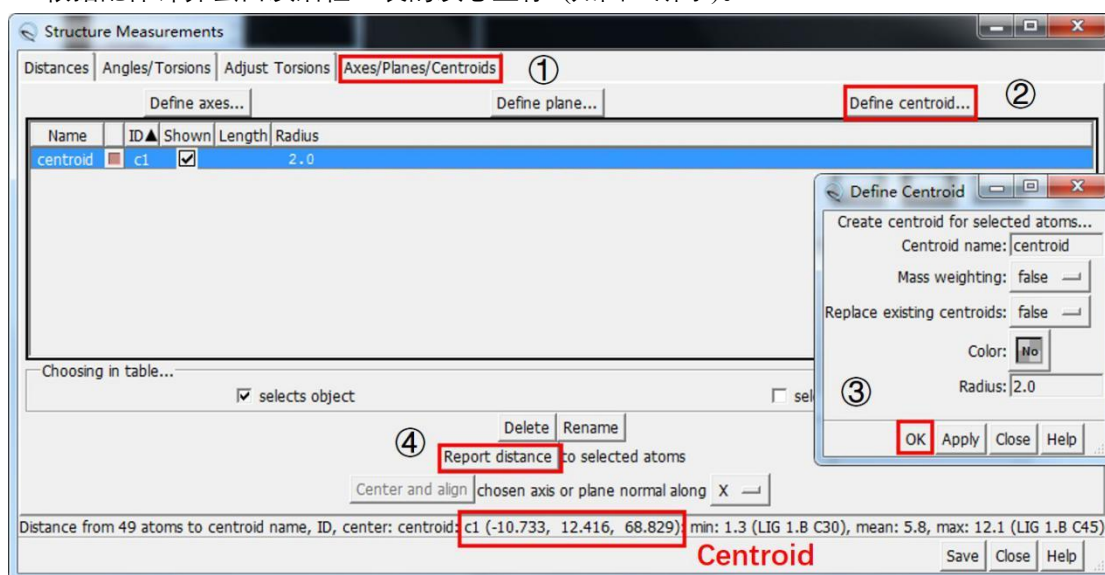 Structure Measurements
Distances Angles/Torsions Adjust Torsions Axes/Planes/Centroids ①
Define axes... Define plane... Define centroid... ②
Name ID▲ Shown Length Radius
centroid c1 2.0
Define Centroid
Create centroid for selected atoms...
Centroid name: centroid
Mass weighting: false
Replace existing centroids: false
Color: No
③ Radius: 2.0
OK Apply Close Help
Choosing in table...
selects object sel
Delete Rename
④ Report distance to selected atoms
Center and align chosen axis or plane normal along X
Distance from 49 atoms to centroid name, ID, center: centroid: c1 (-10.733, 12.416, 68.829): min: 1.3 (LIG 1.B C30), mean: 5.8, max: 12.1 (LIG 1.B C45)
Centroid
Save Close Help